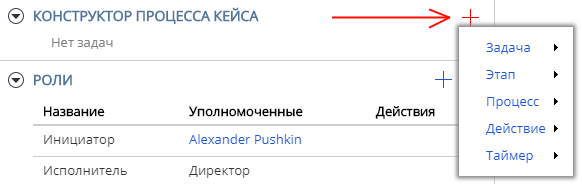 КОНСТРУКТОР ПРОЦЕССА КЕЙСА
Нет задач
Задача
Этап
Процесс
Действие
Таймер
РОЛИ
Название Уполномоченные Действия
Инициатор Alexander Pushkin
Исполнитель Директор